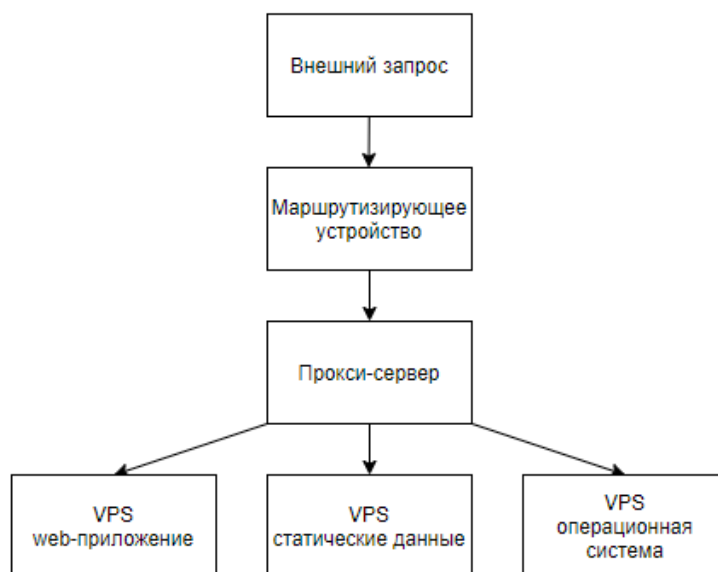 Внешний запрос
Маршрутизирующее
устройство
Прокси-сервер
VPS
web-приложение
VPS
статические данные
VPS
операционная
система